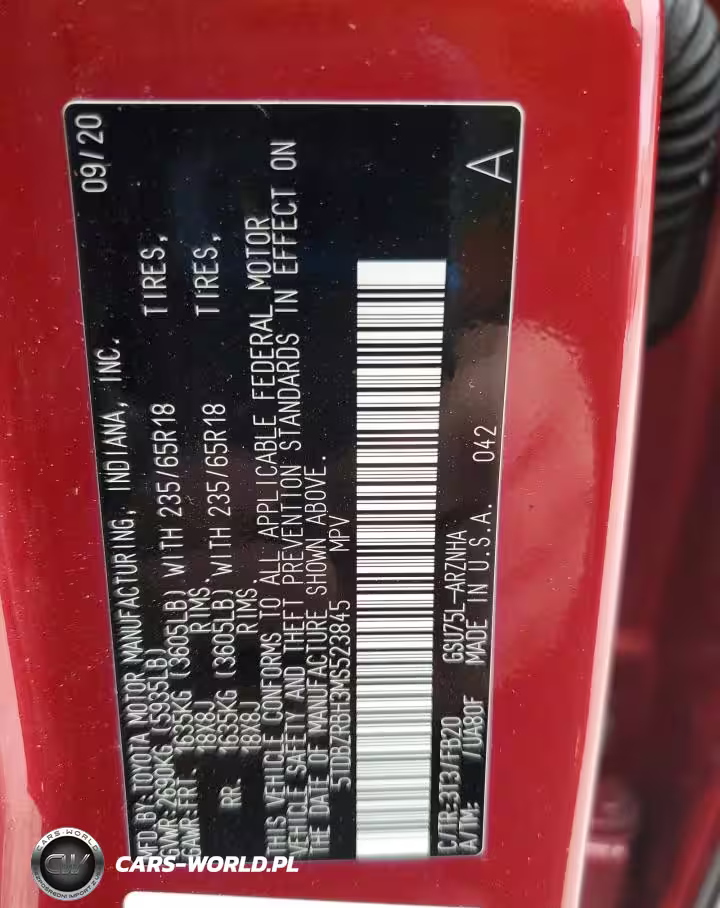 MFD. BY: TOYOTA MOTOR MANUFACTURING, INDIANA, INC. 09/20
GVWR: 2690KG (5935LB)
GAWR: FRT. 1635KG (3605LB) WITH 235/65R18 TIRES,
18X8J RIMS,
RR. 1635KG (3605LB) WITH 235/65R18 TIRES,
18X8J RIMS
THIS VEHICLE CONFORMS TO ALL APPLICABLE FEDERAL MOTOR
VEHICLE SAFETY AND THEFT PREVENTION STANDARDS IN EFFECT ON
THE DATE OF MANUFACTURE SHOWN ABOVE.
5TDBZRBH3MS523845 MPV
C/TR:3T3/FB20 GSU75L-ARZNHA 042 A
A/TM: /UA80F MADE IN U.S.A.
CARS-WORLD
CW
CARS-WORLD.PL